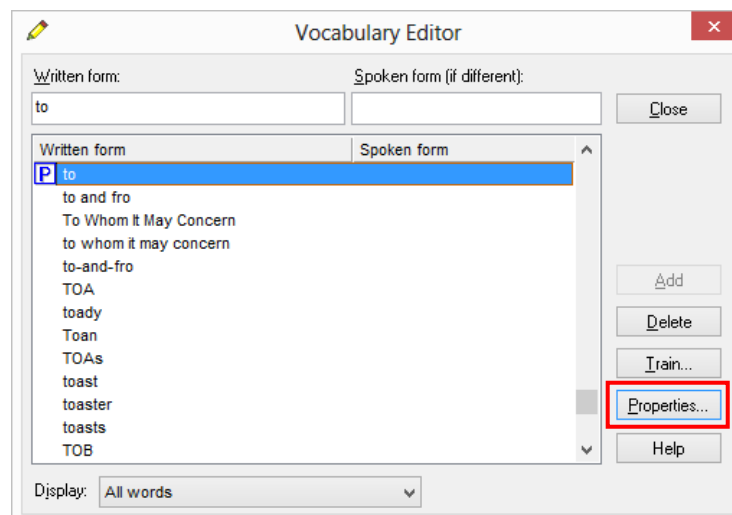 Vocabulary Editor
Written form:
Spoken form (if different):
to
Close
Written form
Spoken form
P to
to and fro
To Whom It May Concern
to whom it may concern
to-and-fro
TOA
toady
Toan
TOAs
toast
toaster
toasts
TOB
Add
Delete
Train...
Properties...
Help
Display:
All words